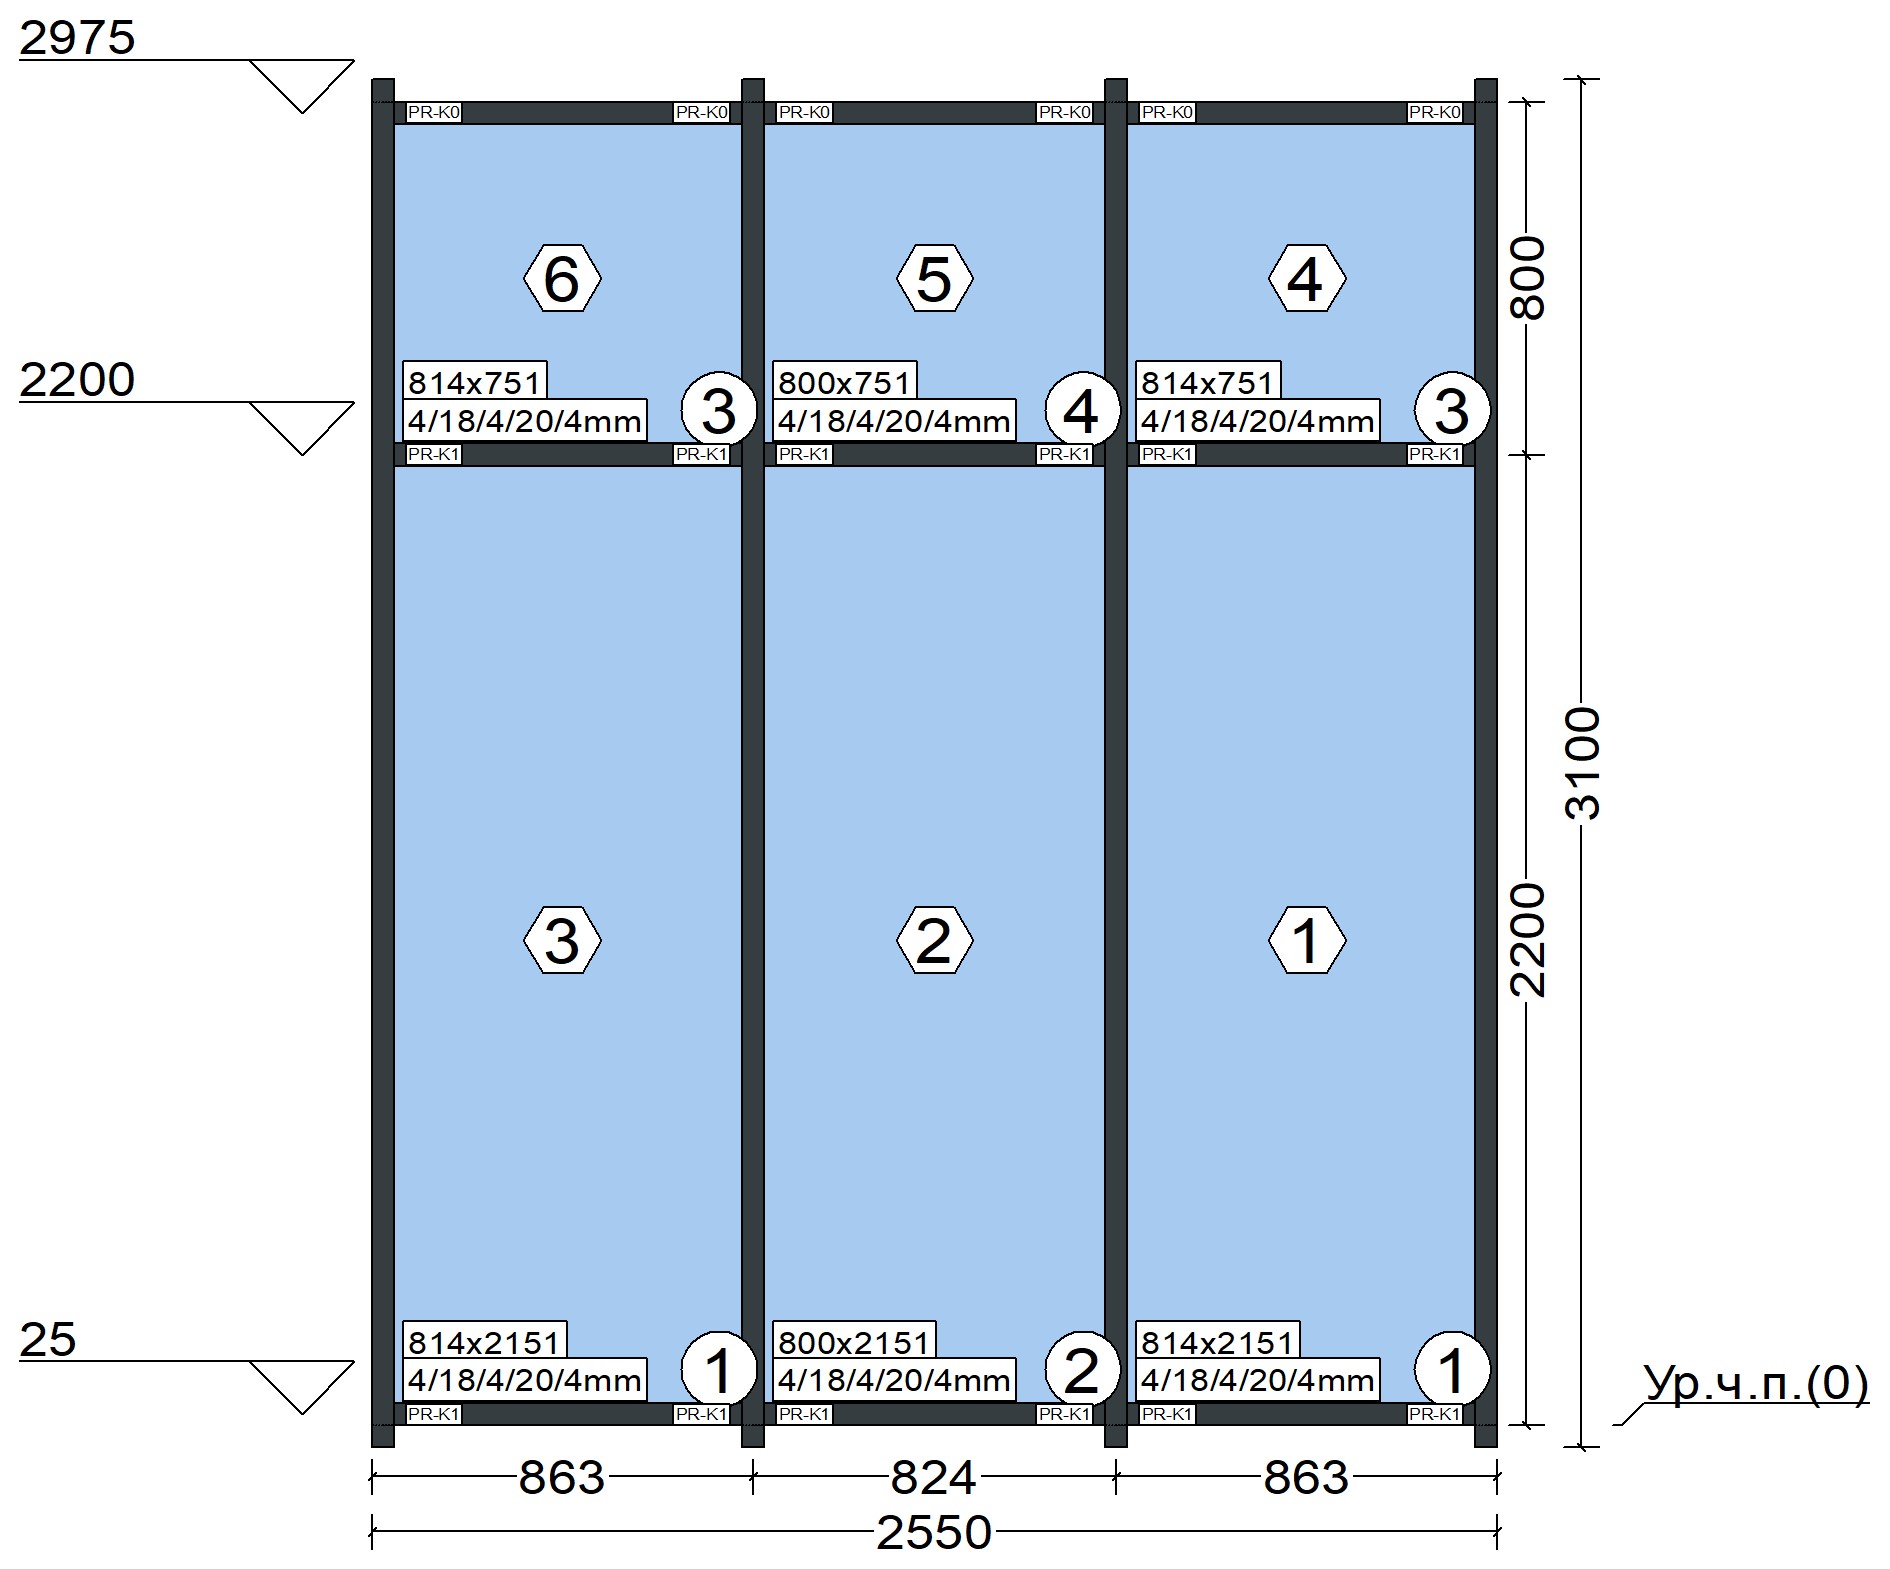 2975
PR-K0
PR-K0
PR-K0
PR-K0
PR-K0
PR-K0
6
5
4
800
2200
814x751
4/18/4/20/4mm
3
800x751
4/18/4/20/4mm
4
814x751
4/18/4/20/4mm
3
PR-K1
PR-K1
PR-K1
PR-K1
PR-K1
PR-K1
3100
3
2
1
2200
25
814x2151
4/18/4/20/4mm
1
800x2151
4/18/4/20/4mm
2
814x2151
4/18/4/20/4mm
1
Ур.ч.п.(0)
PR-K1
PR-K1
PR-K1
PR-K1
PR-K1
PR-K1
863
824
863
2550